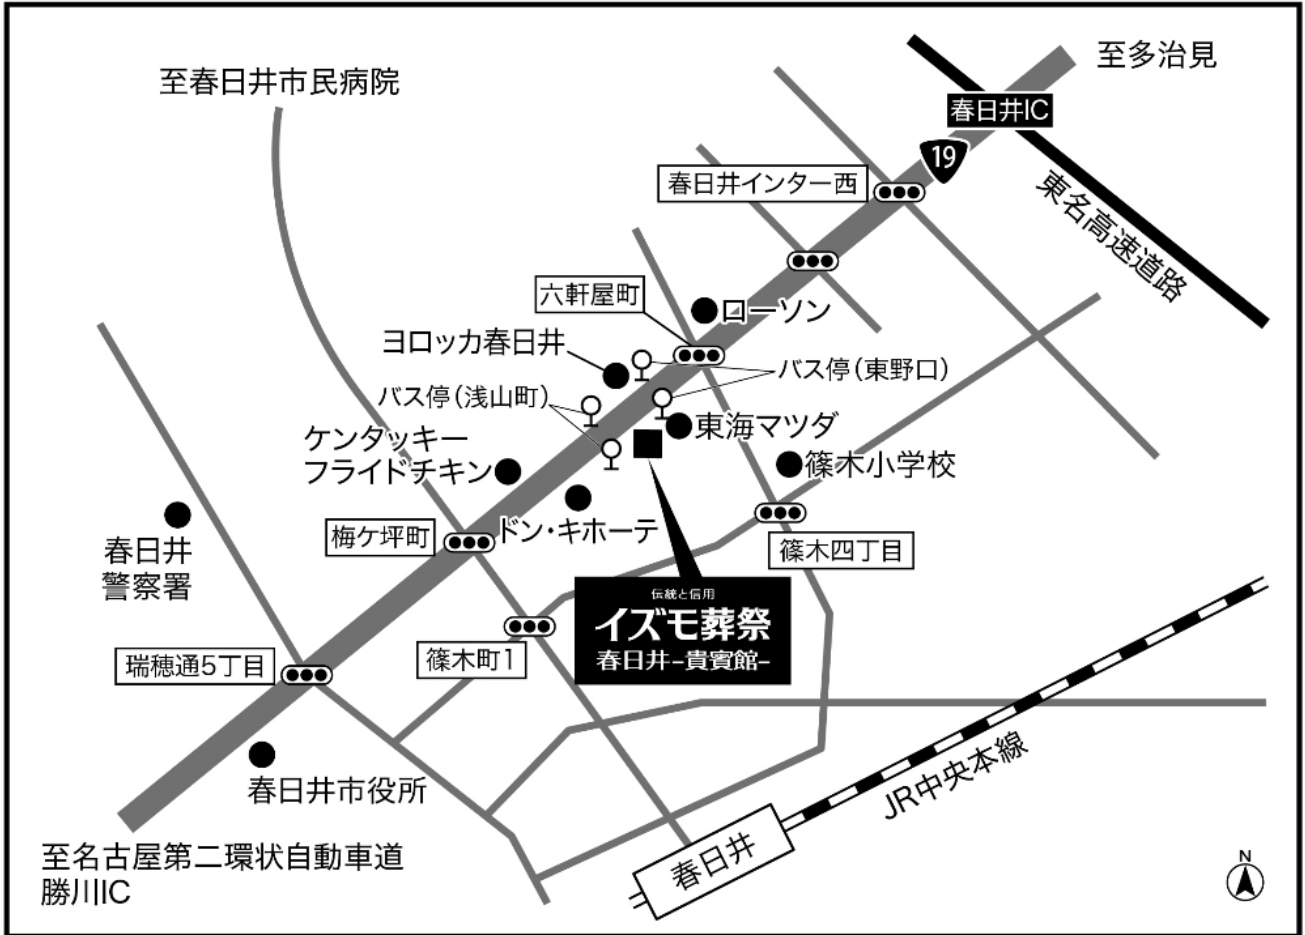 至多治見
至春日井市民病院
春日井IC
19
春日井インター西
東名高速道路
六軒屋町
ローソン
ヨロッカ春日井
バス停(東野口)
バス停(浅山町)
東海マツダ
ケンタッキー
フライドチキン
篠木小学校
梅ケ坪町
ドン・キホーテ
春日井
警察署
篠木四丁目
伝統と信用
イズモ葬祭
春日井-貴賓館-
瑞穂通5丁目
篠木町1
春日井市役所
JR中央本線
春日井
至名古屋第二環状自動車道
勝川IC
N